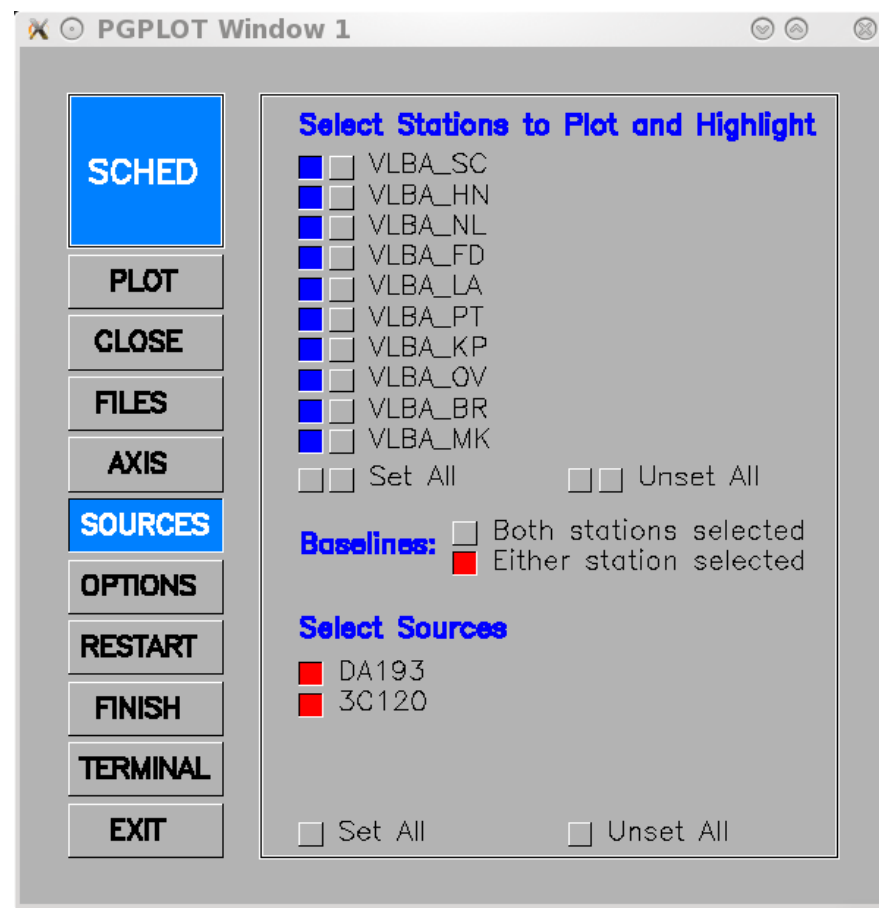 PGPLOT Window 1
SCHED
PLOT
CLOSE
FILES
AXIS
SOURCES
OPTIONS
RESTART
FINISH
TERMINAL
EXIT
Select Stations to Plot and Highlight
VLBA_SC
VLBA_HN
VLBA_NL
VLBA_FD
VLBA_LA
VLBA_PT
VLBA_KP
VLBA_OV
VLBA_BR
VLBA_MK
Set All Unset All
Baselines: Both stations selected
Either station selected
Select Sources
DA193
3C120
Set All Unset All